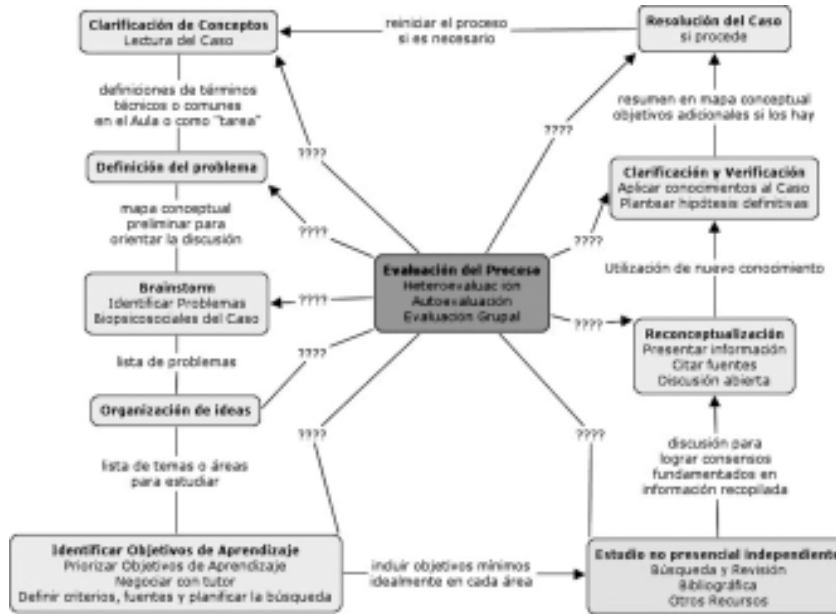 Clarificación de Conceptos
Lectura del Caso
reiniciar el proceso
si es necesario
Resolución del Caso
si procede
definiciones de términos
técnicos o comunes
en el Aula o como "tarea"
????
????
resumen en mapa conceptual
objetivos adicionales si los hay
Definición del problema
Clarificación y Verificación
Aplicar conocimientos al Caso
Plantear hipótesis definitivas
mapa conceptual
preliminar para
orientar la discusión
????
????
Evaluación del Proceso
Heteroevaluación
Autoevaluación
Evaluacion Grupal
Utilización de nuevo conocimiento
Brainstorm
Identificar Problemas
Biopsicosociales del Caso
????
????
Reconceptualización
Presentar información
Citar fuentes
Discusión abierta
lista de problemas
????
Organización de ideas
????
????
lista de temas o áreas
para estudiar
discusión para
lograr consensos
fundamentados en
información recopilada
Identificar Objetivos de Aprendizaje
Priorizar Objetivos de Aprendizaje
Negociar con tutor
Definir criterios, fuentes y planificar la búsqueda
incluir objetivos mínimos
idealmente en cada área
Estudio no presencial independiente
Búsqueda y Revisión
Bibliográfica
Otros Recursos